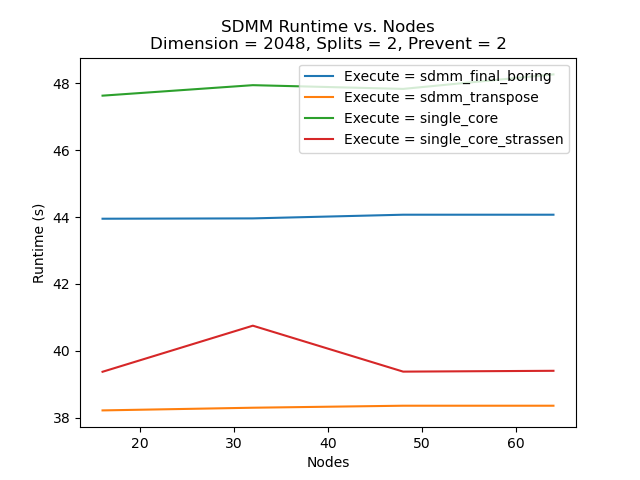 SDMM Runtime vs. Nodes
Dimension = 2048, Splits = 2, Prevent = 2
Execute = sdmm_final_boring
Execute = sdmm_transpose
Execute = single_core
Execute = single_core_strassen
Runtime (s)
48
46
44
42
40
38
20
30
40
50
60
Nodes